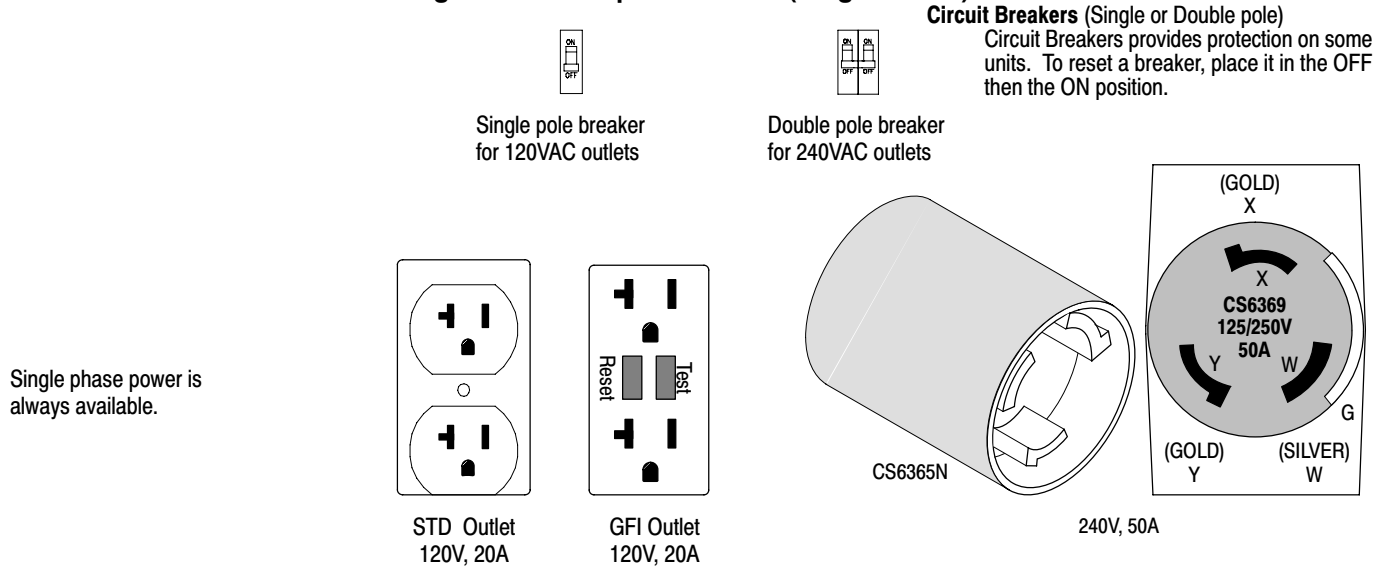 Circuit Breakers (Single or Double pole)
Circuit Breakers provides protection on some
units. To reset a breaker, place it in the OFF
then the ON position.
ON
OFF
ON ON
OFF OFF
Single pole breaker
for 120VAC outlets
Double pole breaker
for 240VAC outlets
Single phase power is
always available.
Reset
Test
STD Outlet
120V, 20A
GFI Outlet
120V, 20A
CS6365N
(GOLD)
X
X
CS6369
125/250V
50A
Y
W
G
(GOLD)
Y
(SILVER)
W
240V, 50A